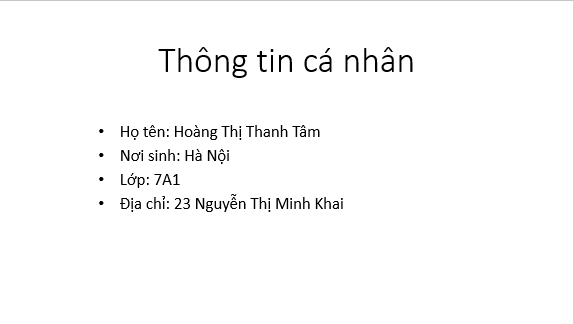 Thông tin cá nhân
• Họ tên: Hoàng Thị Thanh Tâm
• Nơi sinh: Hà Nội
• Lớp: 7A1
• Địa chỉ: 23 Nguyễn Thị Minh Khai